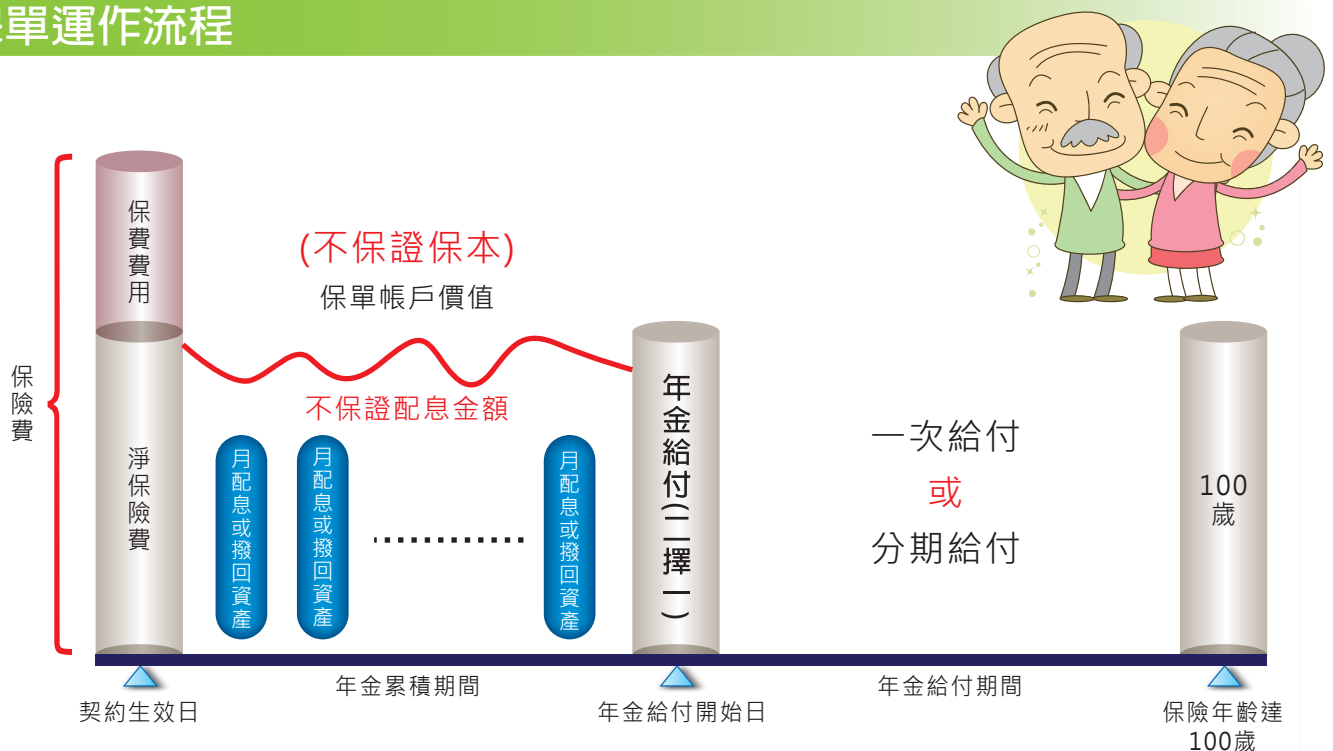 單運作流程
保險費
保費費用
淨保險費
(不保證保本)
保單帳戶價值
不保證配息金額
月配息或撥回資產
月配息或撥回資產
月配息或撥回資產
年金給付(二擇一)
一次給付
或
分期給付
100
歲
契約生效日
年金累積期間
年金給付開始日
年金給付期間
保險年齡達
100歲